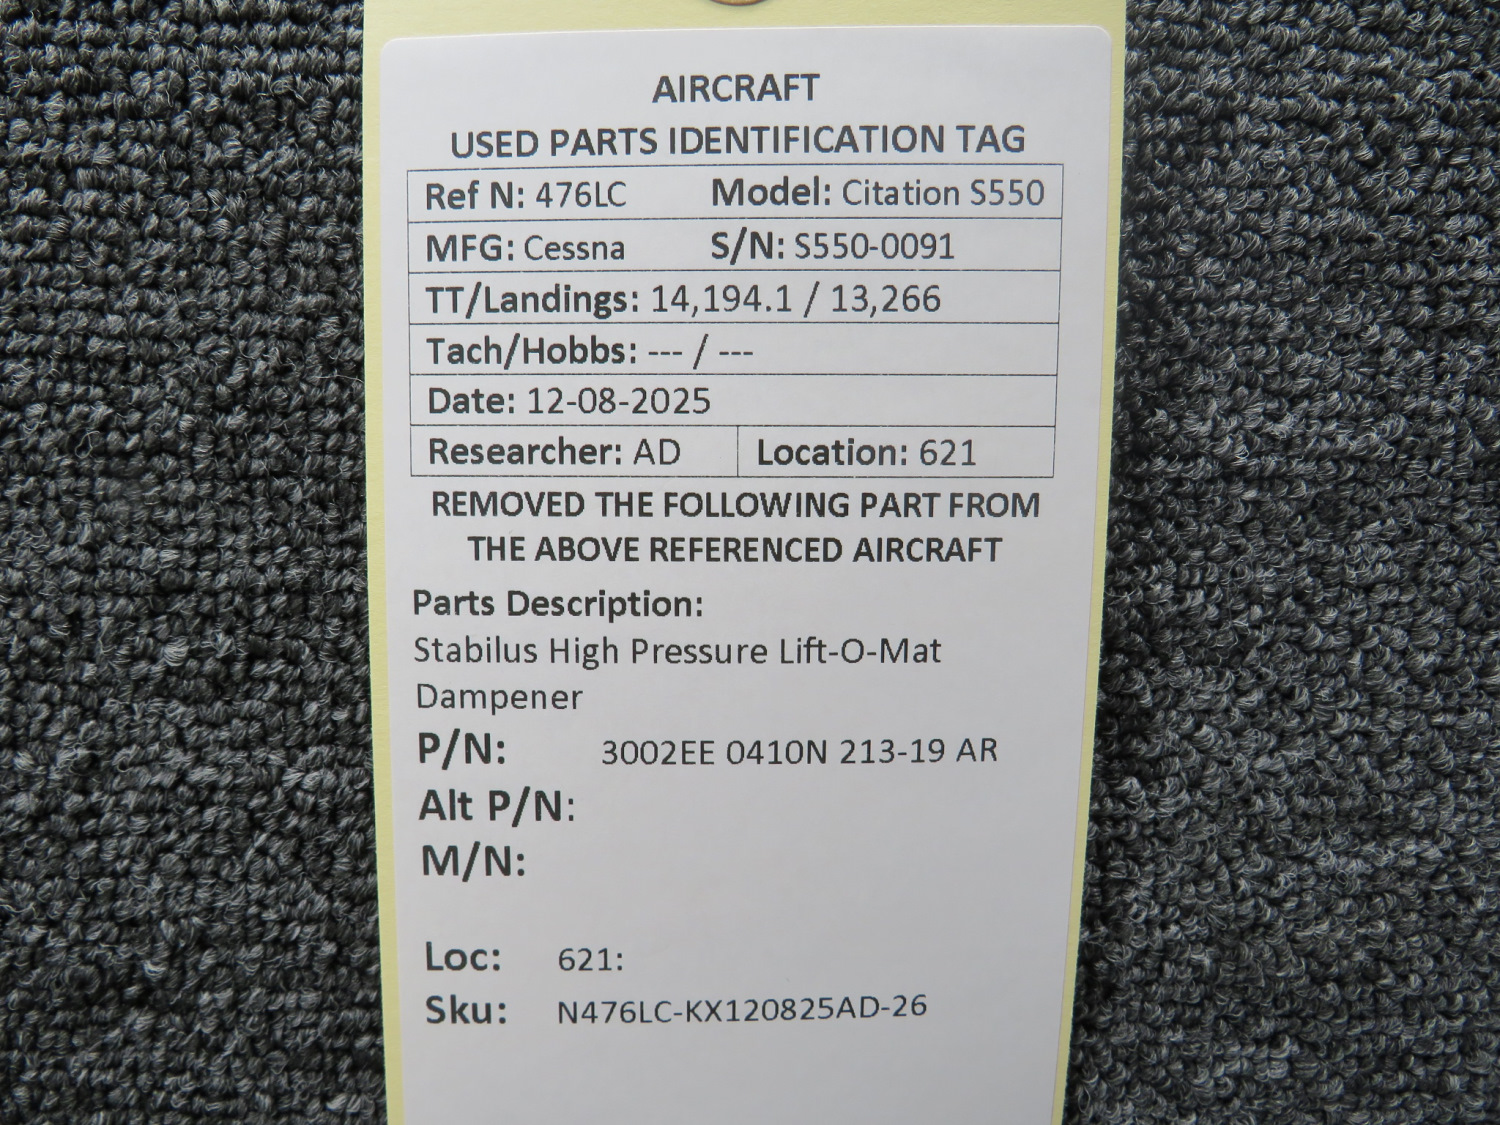 AIRCRAFT
USED PARTS IDENTIFICATION TAG
Ref N: 476LC Model: Citation S550
MFG: Cessna S/N: S550-0091
TT/Landings: 14,194.1 / 13,266
Tach/Hobbs: --- / ---
Date: 12-08-2025
Researcher: AD Location: 621
REMOVED THE FOLLOWING PART FROM
THE ABOVE REFERENCED AIRCRAFT
Parts Description:
Stabilus High Pressure Lift-O-Mat
Dampener
P/N: 3002EE 0410N 213-19 AR
Alt P/N:
M/N:
Loc: 621:
Sku: N476LC-KX120825AD-26